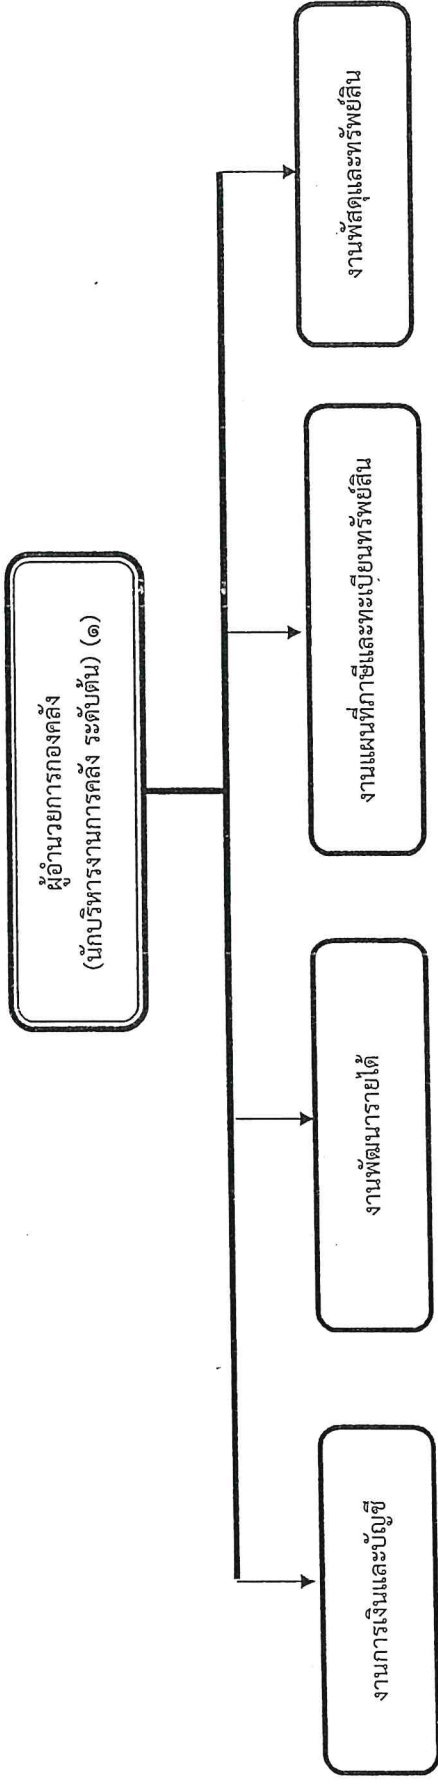 ผู้อำนวยการกองคลัง
(นักบริหารงานการคลัง ระดับต้น) (๑)
งานการเงินและบัญชี
งานพัฒนารายได้
งานแผนที่ภาษีและทะเบียนทรัพย์สิน
งานพัสดุและทรัพย์สิน